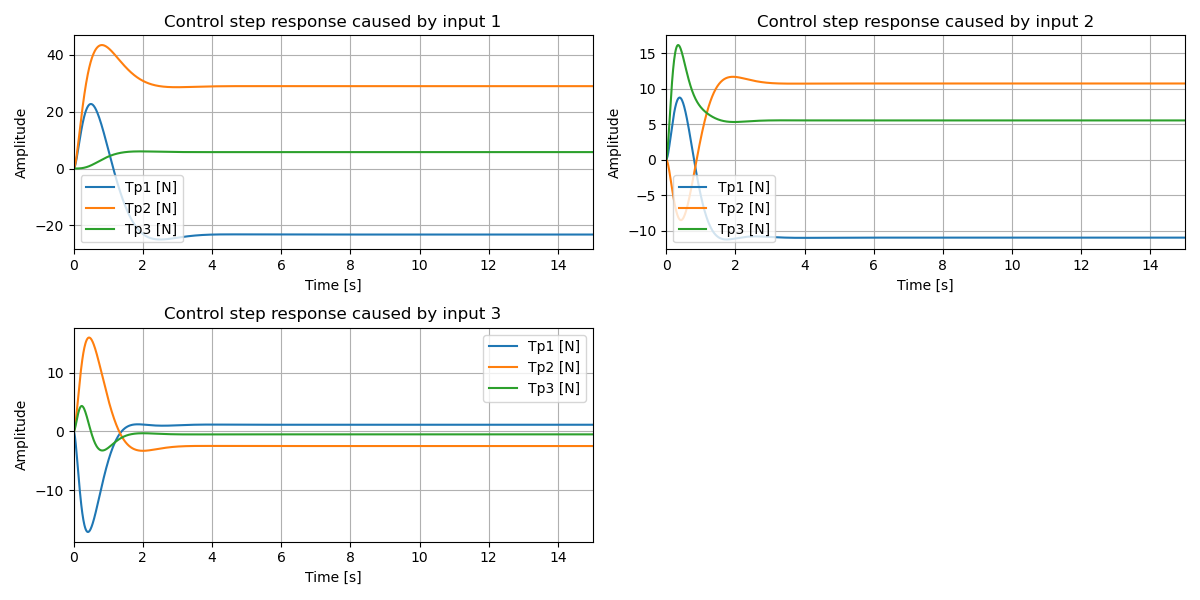 Control step response caused by input 1
Amplitude
40
20
0
−20
Tp1 [N]
Tp2 [N]
Tp3 [N]
0 2 4 6 8 10 12 14
Time [s]
Control step response caused by input 2
Amplitude
15
10
5
0
−5
−10
Tp1 [N]
Tp2 [N]
Tp3 [N]
0 2 4 6 8 10 12 14
Time [s]
Control step response caused by input 3
Amplitude
10
0
−10
Tp1 [N]
Tp2 [N]
Tp3 [N]
0 2 4 6 8 10 12 14
Time [s]